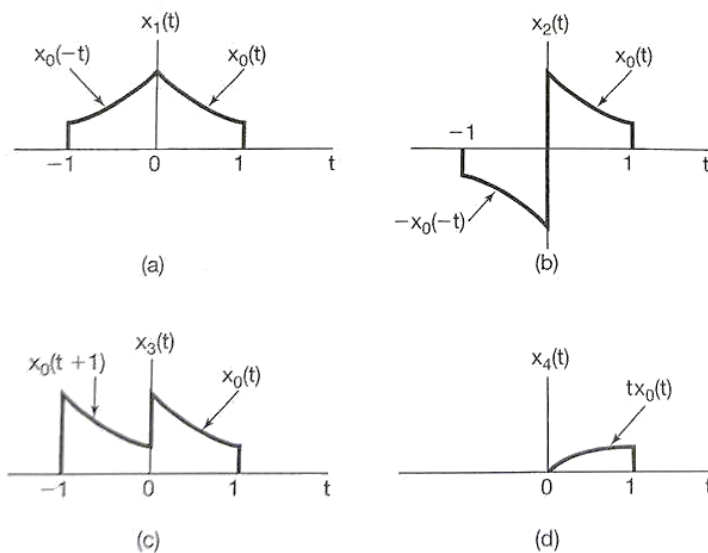 x₁(t)
x₀(−t)
x₀(t)
−1
0
1
t
(a)
x₂(t)
x₀(t)
−1
1
t
−x₀(−t)
(b)
x₃(t)
x₀(t +1)
x₀(t)
−1
0
1
t
(c)
x₄(t)
tx₀(t)
0
1
t
(d)